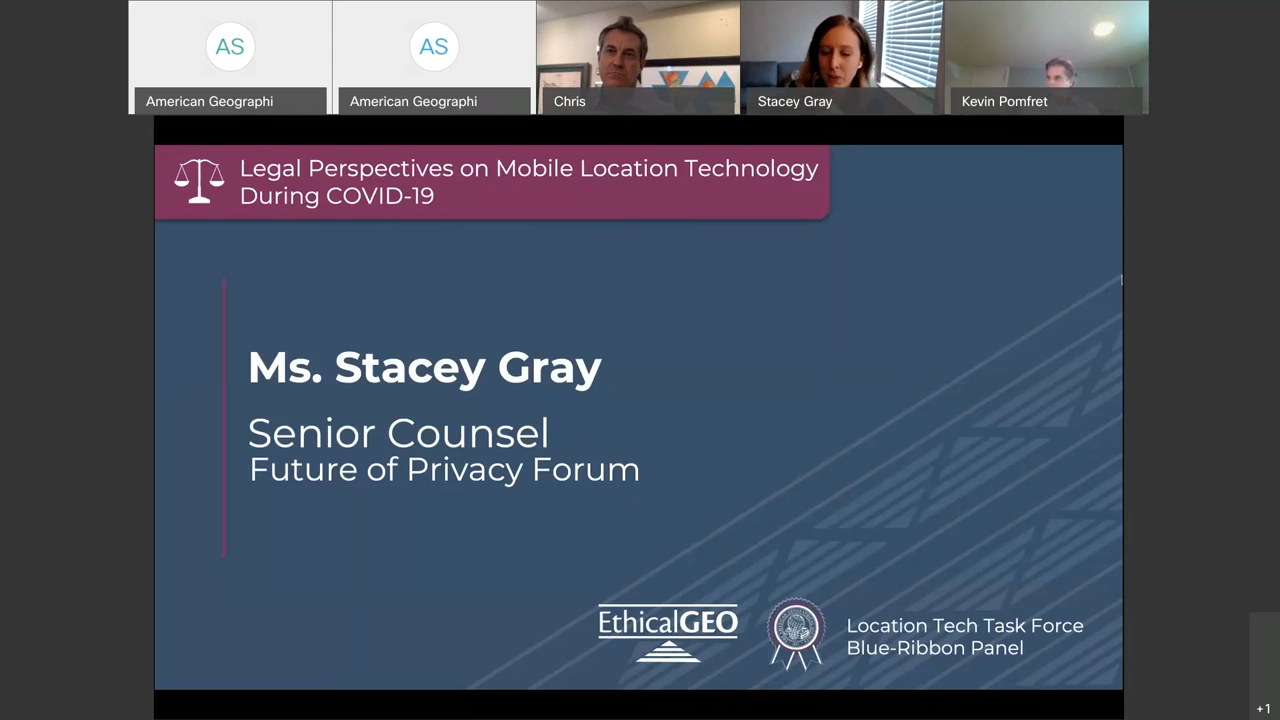 AS
AS
American Geographi
American Geographi
Chris
Stacey Gray
Kevin Pomfret
Legal Perspectives on Mobile Location Technology
During COVID-19
Ms. Stacey Gray
Senior Counsel
Future of Privacy Forum
EthicalGEO
Location Tech Task Force
Blue-Ribbon Panel
+1